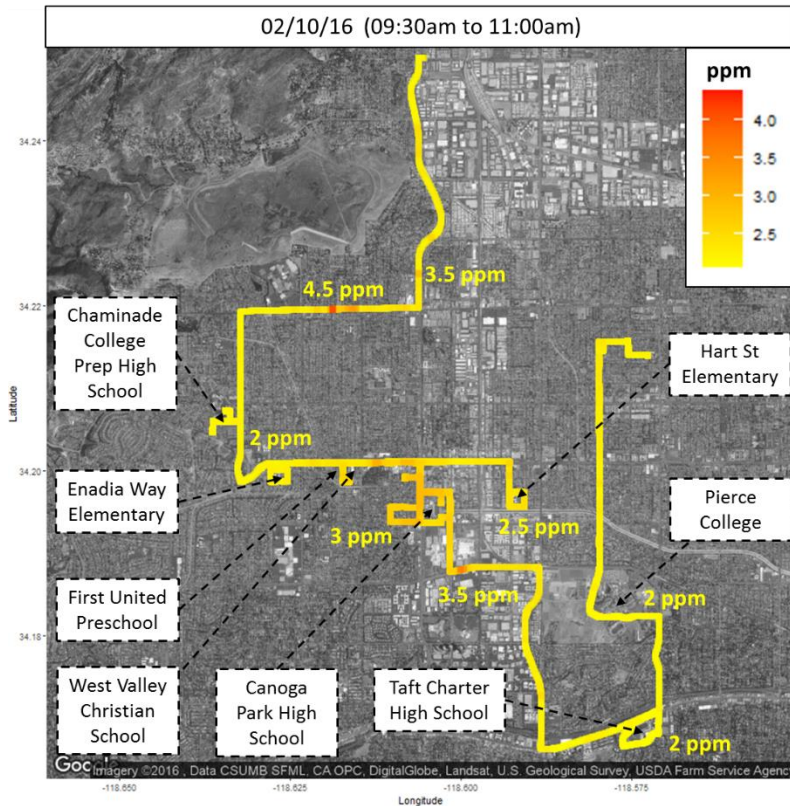 02/10/16 (09:30am to 11:00am)
ppm
4.0
3.5
3.0
2.5
34.24
34.22
34.20
34.18
Latitude
4.5 ppm
3.5 ppm
Chaminade
College
Prep High
School
Hart St
Elementary
2 ppm
Enadia Way
Elementary
3 ppm
2.5 ppm
Pierce
College
First United
Preschool
3.5 ppm
2 ppm
West Valley
Christian
School
Canoga
Park High
School
Taft Charter
High School
2 ppm
Goo
Imagery ©2016 , Data CSUMB SFML, CA OPC, DigitalGlobe, Landsat, U.S. Geological Survey, USDA Farm Service Agenc
-118.650
-118.625
-118.600
-118.575
Longitude